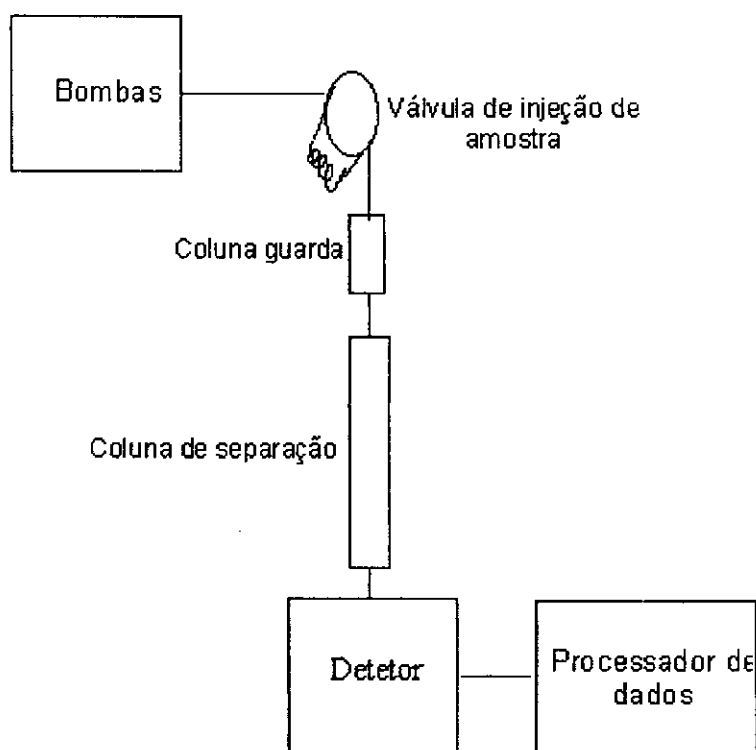 Bombas
Válvula de injeção de
amostra
Coluna guarda
Coluna de separação
Detetor
Processador de
dados